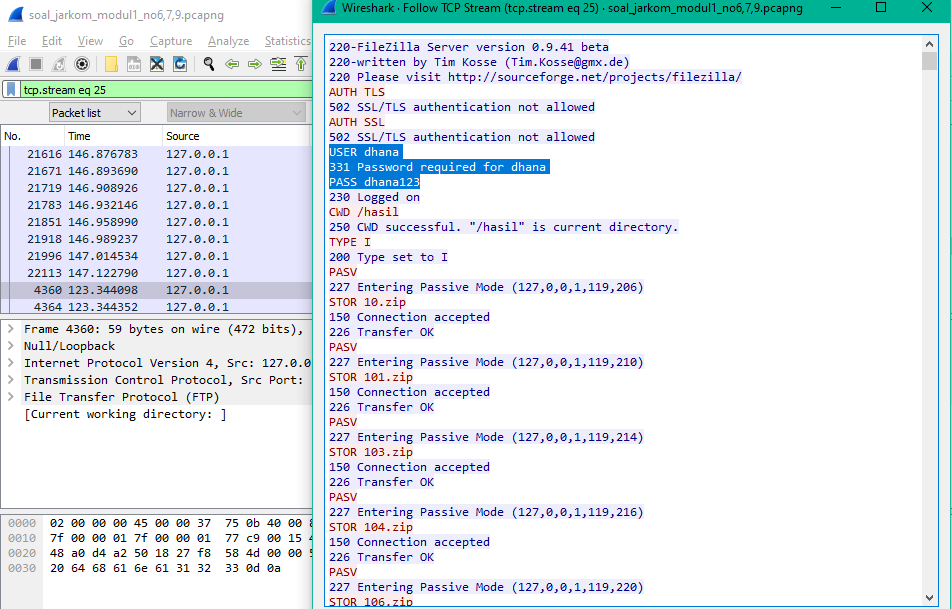 soal_jarkom_modul1_no6,7,9.pcapng
File Edit View Go Capture Analyze Statistics
tcp.stream eq 25
Packet list Narrow & Wide
No. Time Source
21616 146.876783 127.0.0.1
21671 146.893690 127.0.0.1
21719 146.908926 127.0.0.1
21783 146.932146 127.0.0.1
21851 146.958990 127.0.0.1
21918 146.989237 127.0.0.1
21996 147.014534 127.0.0.1
22113 147.122790 127.0.0.1
4360 123.344098 127.0.0.1
4364 123.344352 127.0.0.1
Frame 4360: 59 bytes on wire (472 bits),
Null/Loopback
Internet Protocol Version 4, Src: 127.0.0
Transmission Control Protocol, Src Port:
File Transfer Protocol (FTP)
[Current working directory: ]
0000 02 00 00 00 45 00 00 37 75 0b 40 00
0010 7f 00 00 01 7f 00 00 01 77 c9 00 15
0020 48 a0 d4 a2 50 18 27 f8 58 4d 00 00
0030 20 64 68 61 6e 61 31 32 33 0d 0a
Wireshark · Follow TCP Stream (tcp.stream eq 25) · soal_jarkom_modul1_no6,7,9.pcapng
220-FileZilla Server version 0.9.41 beta
220-written by Tim Kosse (Tim.Kosse@gmx.de)
220 Please visit http://sourceforge.net/projects/filezilla/
AUTH TLS
502 SSL/TLS authentication not allowed
AUTH SSL
502 SSL/TLS authentication not allowed
USER dhana
331 Password required for dhana
PASS dhana123
230 Logged on
CWD /hasil
250 CWD successful. "/hasil" is current directory.
TYPE I
200 Type set to I
PASV
227 Entering Passive Mode (127,0,0,1,119,206)
STOR 10.zip
150 Connection accepted
226 Transfer OK
PASV
227 Entering Passive Mode (127,0,0,1,119,210)
STOR 101.zip
150 Connection accepted
226 Transfer OK
PASV
227 Entering Passive Mode (127,0,0,1,119,214)
STOR 103.zip
150 Connection accepted
226 Transfer OK
PASV
227 Entering Passive Mode (127,0,0,1,119,216)
STOR 104.zip
150 Connection accepted
226 Transfer OK
PASV
227 Entering Passive Mode (127,0,0,1,119,220)
STOR 106.zip